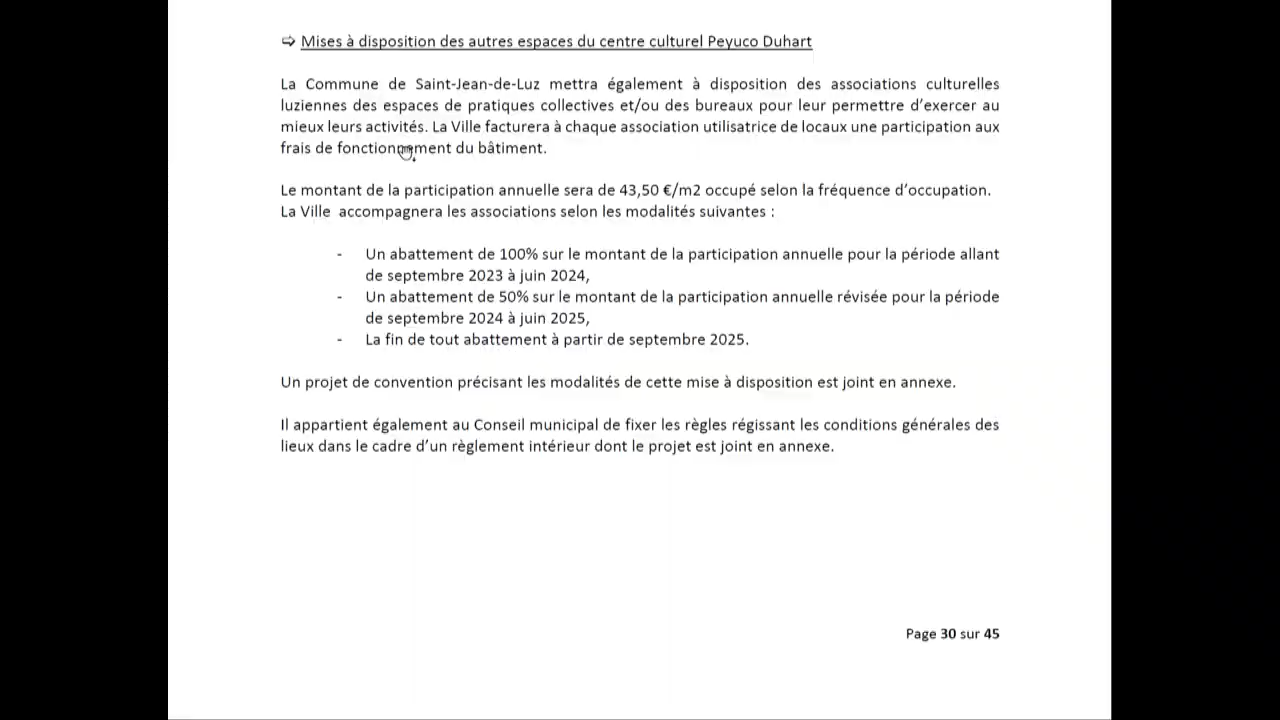 ⇨ Mises à disposition des autres espaces du centre culturel Peyuco Duhart
La Commune de Saint-Jean-de-Luz mettra également à disposition des associations culturelles
luziennes des espaces de pratiques collectives et/ou des bureaux pour leur permettre d’exercer au
mieux leurs activités. La Ville facturera à chaque association utilisatrice de locaux une participation aux
frais de fonctionnement du bâtiment.
Le montant de la participation annuelle sera de 43,50 €/m2 occupé selon la fréquence d’occupation.
La Ville accompagnera les associations selon les modalités suivantes :
- Un abattement de 100% sur le montant de la participation annuelle pour la période allant
de septembre 2023 à juin 2024,
- Un abattement de 50% sur le montant de la participation annuelle révisée pour la période
de septembre 2024 à juin 2025,
- La fin de tout abattement à partir de septembre 2025.
Un projet de convention précisant les modalités de cette mise à disposition est joint en annexe.
Il appartient également au Conseil municipal de fixer les règles régissant les conditions générales des
lieux dans le cadre d’un règlement intérieur dont le projet est joint en annexe.
Page 30 sur 45